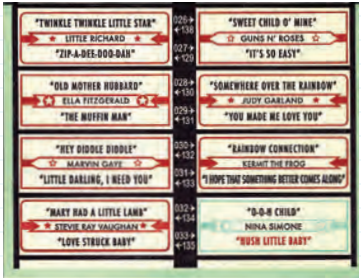 "TWINKLE TWINKLE LITTLE STAR"
LITTLE RICHARD
"ZIP-A-DEE-DOO-DAH"
026→
←138
027→
←129
"SWEET CHILD O' MINE"
GUNS N' ROSES
"IT'S SO EASY"
"OLD MOTHER HUBBARD"
ELLA FITZGERALD
"THE MUFFIN MAN"
028→
←130
029→
←131
"SOMEWHERE OVER THE RAINBOW"
JUDY GARLAND
"YOU MADE ME LOVE YOU"
"HEY DIDDLE DIDDLE"
MARVIN GAYE
"LITTLE DARLING, I NEED YOU"
030→
←132
031→
←133
"RAINBOW CONNECTION"
KERMIT THE FROG
"I HOPE THAT SOMETHING BETTER COMES ALONG"
"MARY HAD A LITTLE LAMB"
STEVIE RAY VAUGHAN
"LOVE STRUCK BABY"
032→
←134
033→
←135
"O-O-H CHILD"
NINA SIMONE
"HUSH LITTLE BABY"